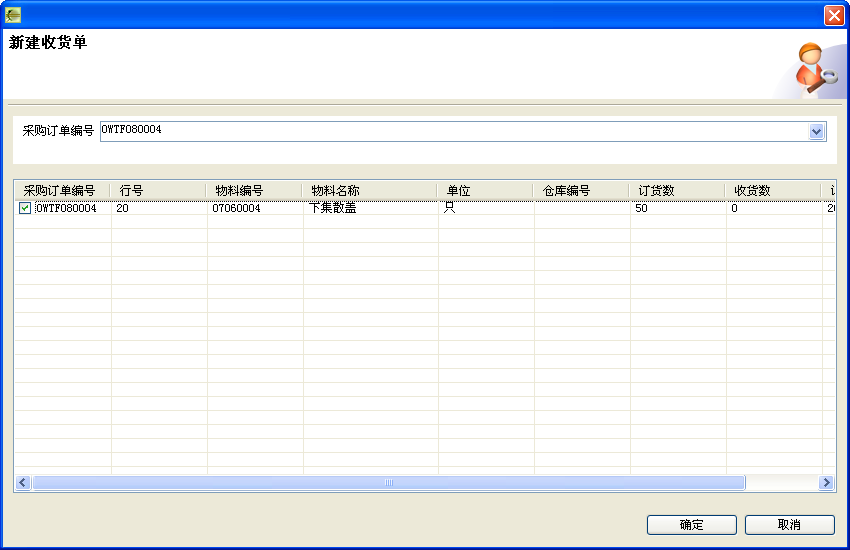 新建收货单
采购订单编号 OWTF080004
采购订单编号 行号 物料编号 物料名称 单位 仓库编号 订货数 收货数
OWTF080004 20 07060004 下集散盖 只 50 0
确定 取消